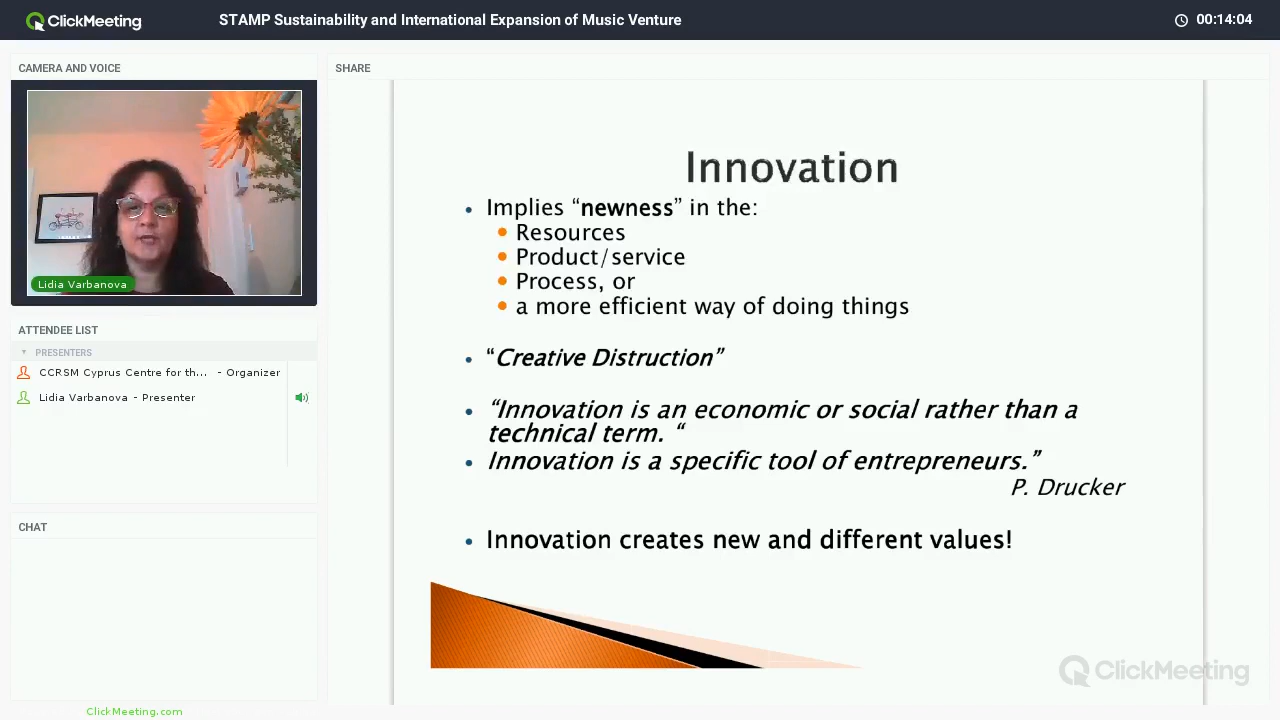 ClickMeeting
STAMP Sustainability and International Expansion of Music Venture
00:14:04
CAMERA AND VOICE
Lidia Varbanova
ATTENDEE LIST
PRESENTERS
CCRSM Cyprus Centre for th... - Organizer
Lidia Varbanova - Presenter
CHAT
ClickMeeting.com
SHARE
Innovation
• Implies “newness” in the:
• Resources
• Product/service
• Process, or
• a more efficient way of doing things
• “Creative Distruction”
• “Innovation is an economic or social rather than a
technical term. “
• Innovation is a specific tool of entrepreneurs.”
P. Drucker
• Innovation creates new and different values!
ClickMeeting